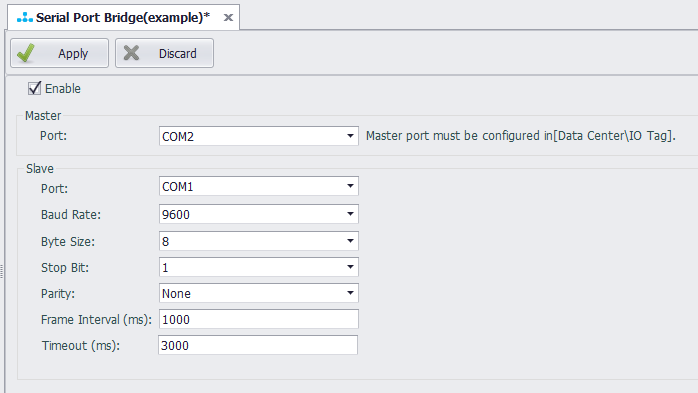 Serial Port Bridge(example)*
Apply Discard
Enable
Master
Port: COM2 Master port must be configured in[Data Center\IO Tag].
Slave
Port: COM1
Baud Rate: 9600
Byte Size: 8
Stop Bit: 1
Parity: None
Frame Interval (ms): 1000
Timeout (ms): 3000